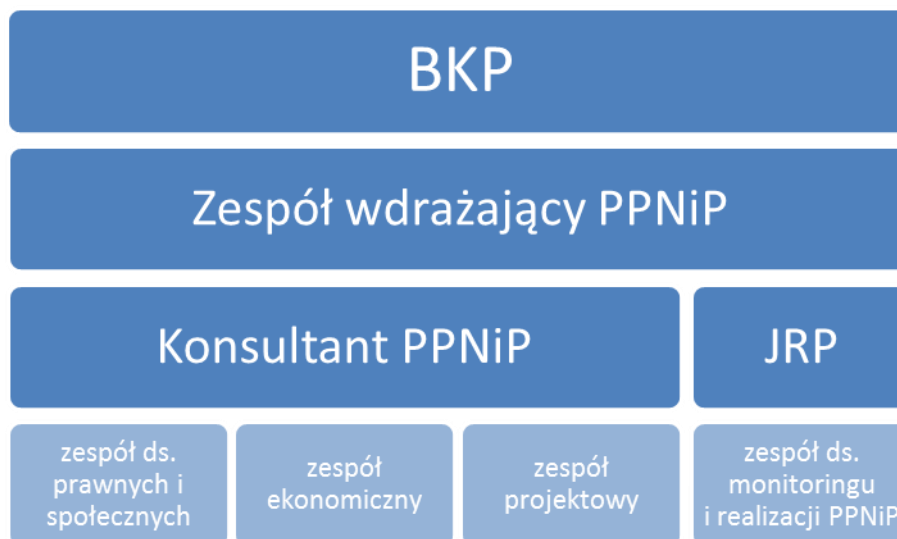 BKP
Zespół wdrażający PPNiP
Konsultant PPNiP
JRP
zespół ds.
prawnych i
społecznych
zespół
ekonomiczny
zespół
projektowy
zespół ds.
monitoringu
i realizacji PPNiP